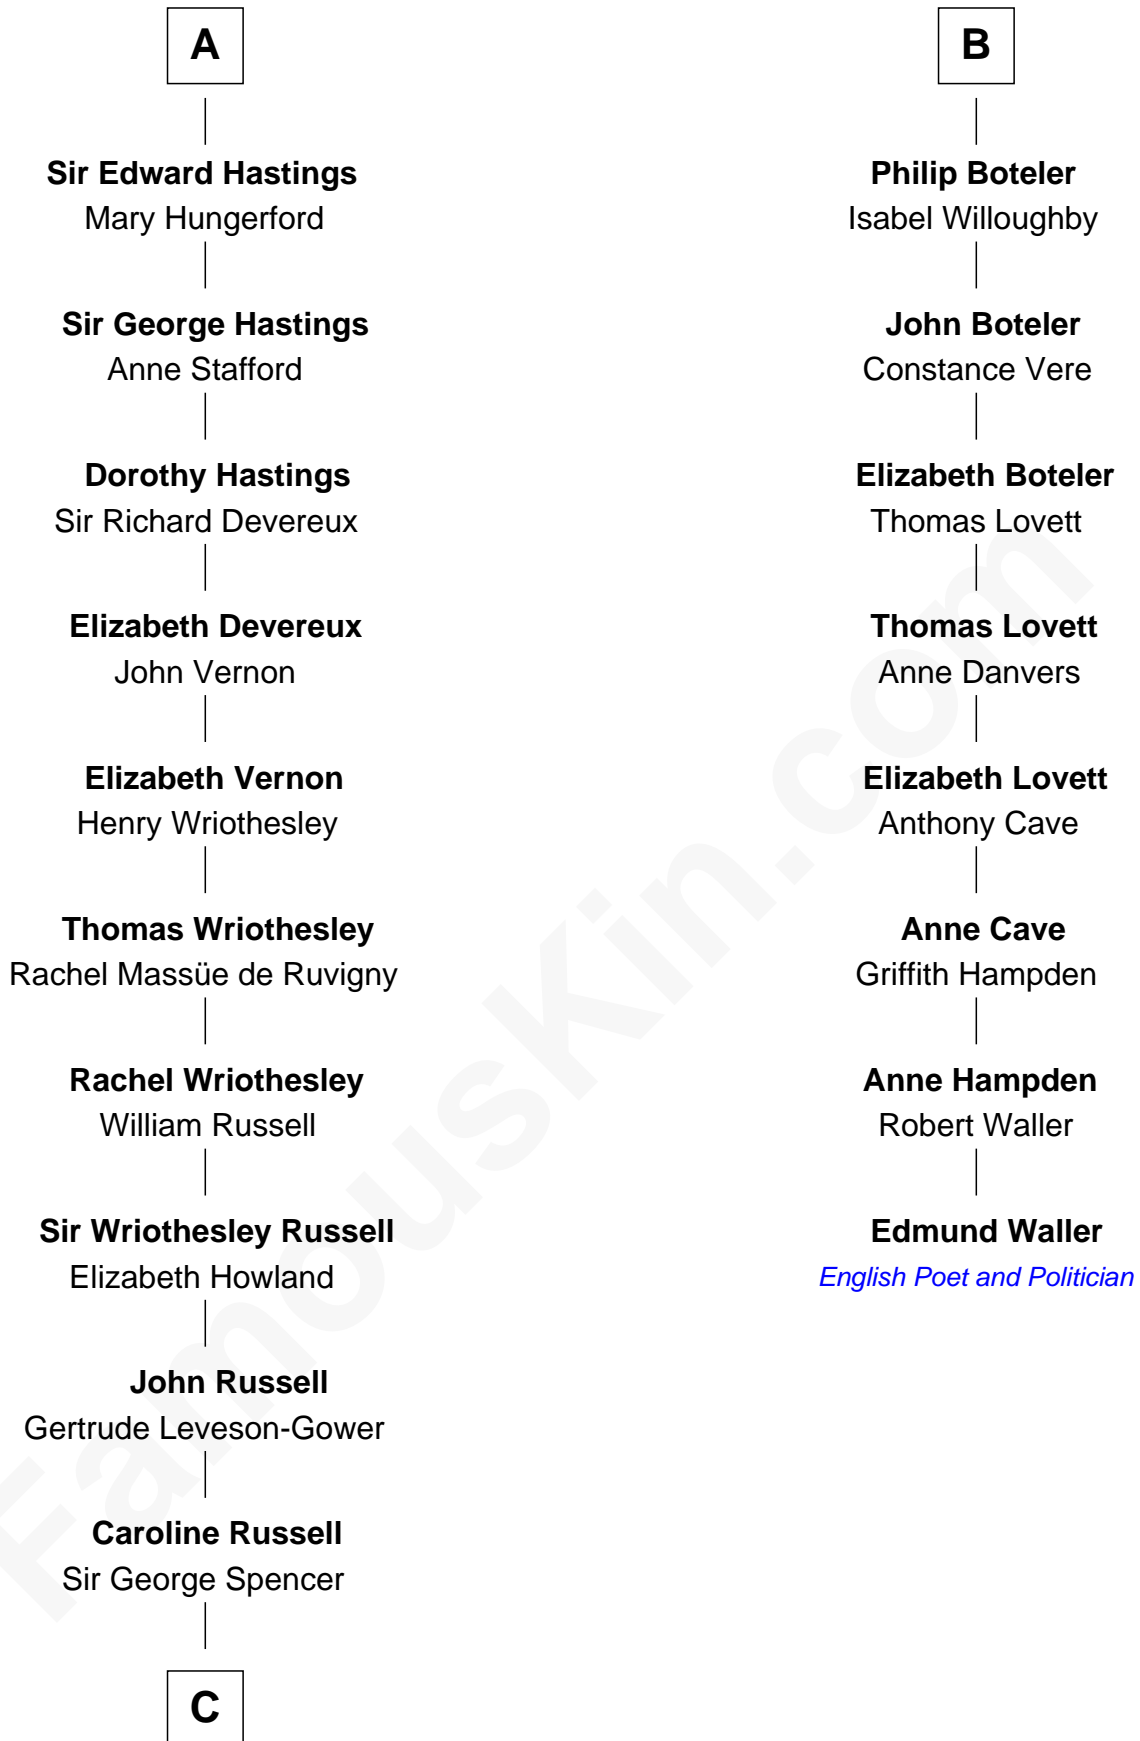 A
Sir Edward Hastings
Mary Hungerford
Sir George Hastings
Anne Stafford
Dorothy Hastings
Sir Richard Devereux
Elizabeth Devereux
John Vernon
Elizabeth Vernon
Henry Wriothesley
Thomas Wriothesley
Rachel Massüe de Ruvigny
Rachel Wriothesley
William Russell
Sir Wriothesley Russell
Elizabeth Howland
John Russell
Gertrude Leveson-Gower
Caroline Russell
Sir George Spencer
C
B
Philip Boteler
Isabel Willoughby
John Boteler
Constance Vere
Elizabeth Boteler
Thomas Lovett
Thomas Lovett
Anne Danvers
Elizabeth Lovett
Anthony Cave
Anne Cave
Griffith Hampden
Anne Hampden
Robert Waller
Edmund Waller
English Poet and Politician
FamousKin.com